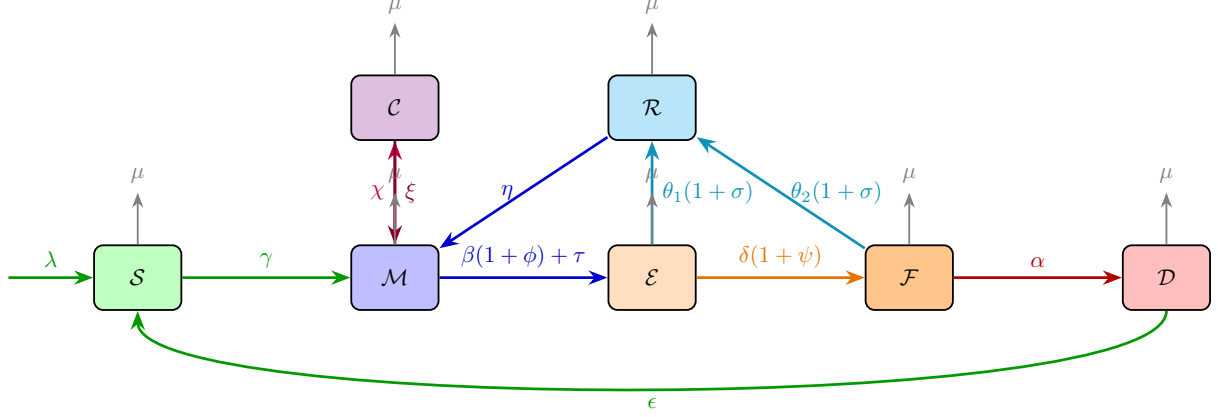 μ μ
𝒞 ℛ
μ μ μ μ μ
χ ξ η θ₁(1 + σ) θ₂(1 + σ)
λ γ β(1 + ϕ) + τ δ(1 + ψ) α
𝒮 ℳ ℰ ℱ 𝒟
ϵ